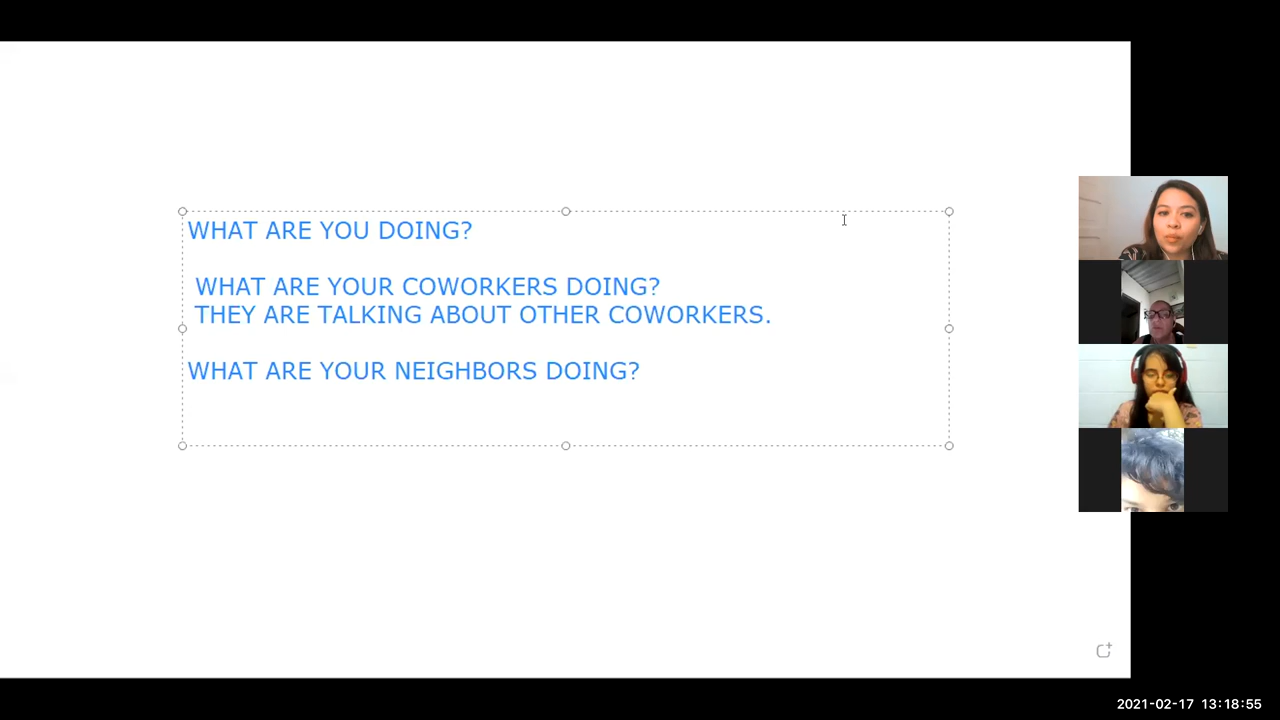 WHAT ARE YOU DOING?
WHAT ARE YOUR COWORKERS DOING?
THEY ARE TALKING ABOUT OTHER COWORKERS.
WHAT ARE YOUR NEIGHBORS DOING?
2021-02-17 13:18:55